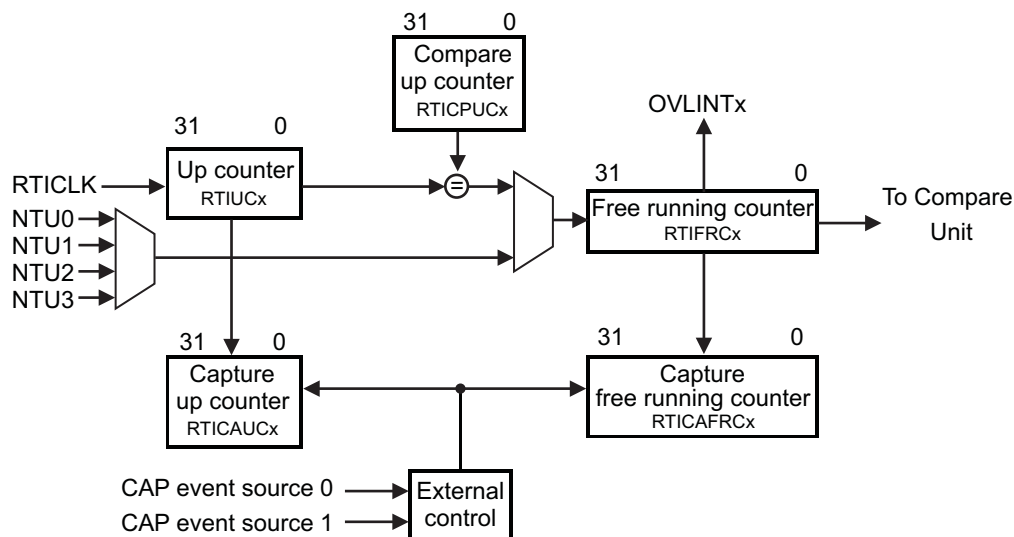 31 0
Compare
up counter
RTICPUCx
OVLINTx
31 0
Up counter
RTIUCx
RTICLK
=
31 0
Free running counter
RTIFRCx
To Compare
Unit
NTU0
NTU1
NTU2
NTU3
31 0
Capture
up counter
RTICAUCx
31 0
Capture
free running counter
RTICAFRCx
CAP event source 0
CAP event source 1
External
control